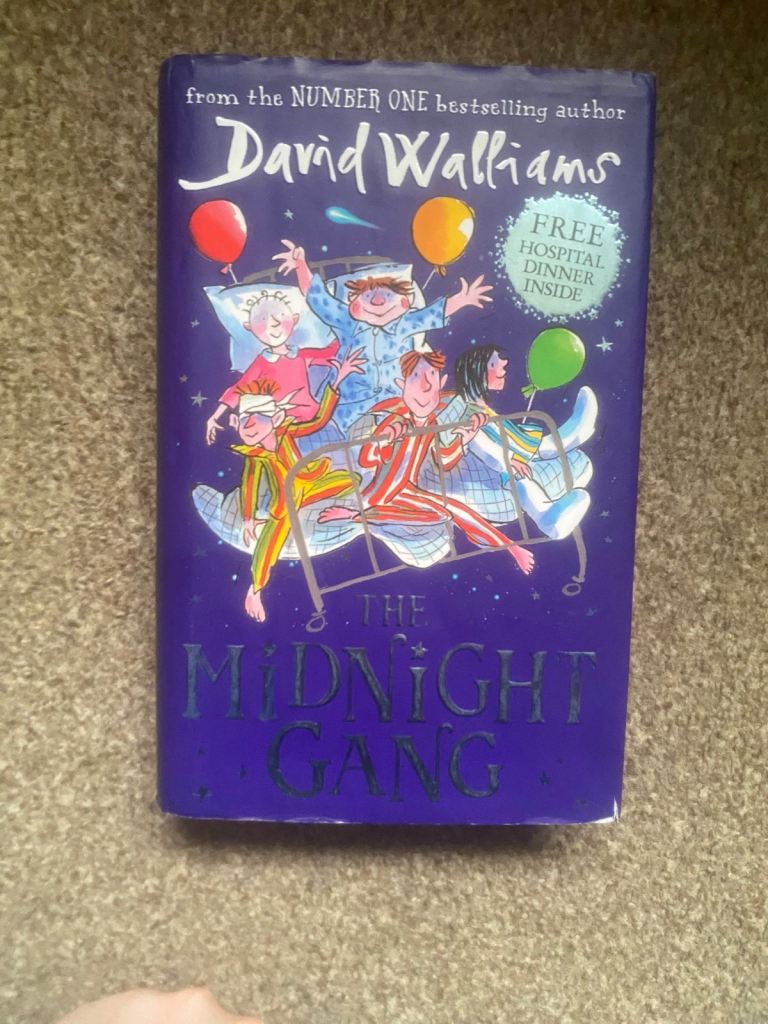 from the NUMBER ONE bestselling author
David Walliams
FREE
HOSPITAL
DINNER
INSIDE
THE
MiDNiGHT
GANG